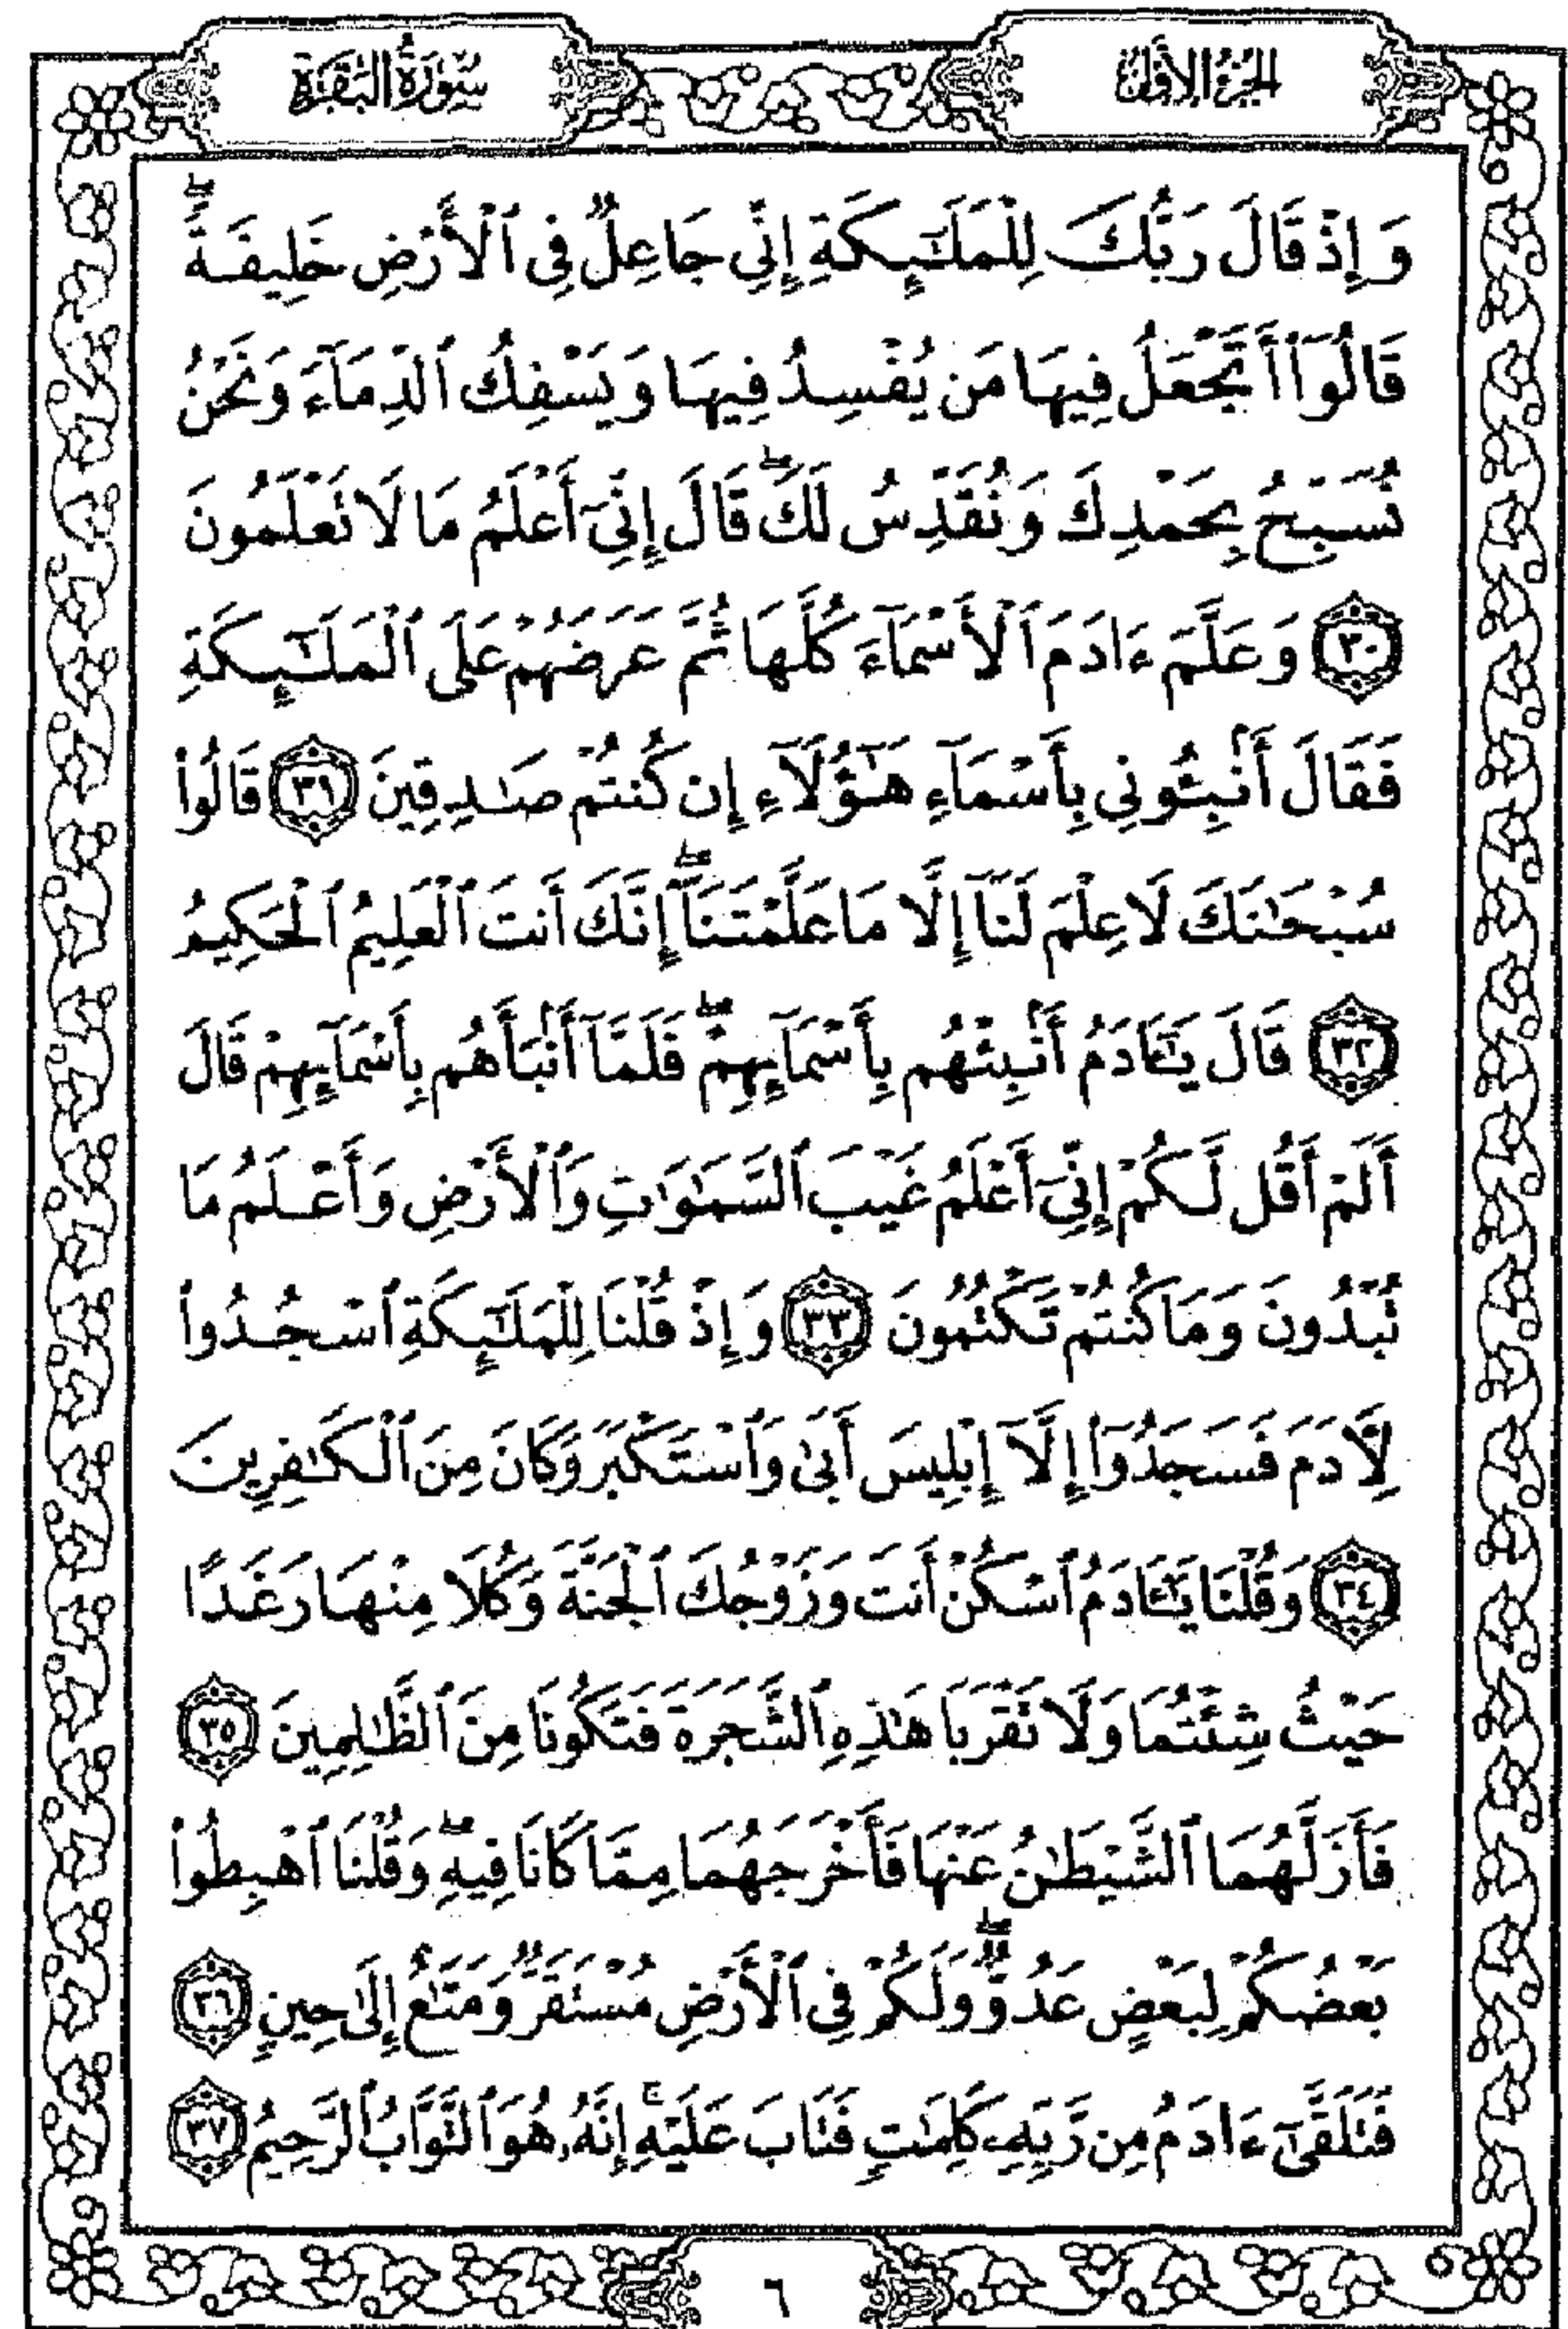 الجزء الأول
سورة البقرة
وَإِذْ قَالَ رَبُّكَ لِلْمَلَٰٓئِكَةِ إِنِّي جَاعِلٌ فِي ٱلْأَرْضِ خَلِيفَةًۖ
قَالُوٓا۟ أَتَجْعَلُ فِيهَا مَن يُفْسِدُ فِيهَا وَيَسْفِكُ ٱلدِّمَآءَ وَنَحْنُ
نُسَبِّحُ بِحَمْدِكَ وَنُقَدِّسُ لَكَۖ قَالَ إِنِّيٓ أَعْلَمُ مَا لَا تَعْلَمُونَ
٣٠ وَعَلَّمَ ءَادَمَ ٱلْأَسْمَآءَ كُلَّهَا ثُمَّ عَرَضَهُمْ عَلَى ٱلْمَلَٰٓئِكَةِ
فَقَالَ أَنۢبِـُٔونِي بِأَسْمَآءِ هَٰٓؤُلَآءِ إِن كُنتُمْ صَٰدِقِينَ ٣١ قَالُوا۟
سُبْحَٰنَكَ لَا عِلْمَ لَنَآ إِلَّا مَا عَلَّمْتَنَآۖ إِنَّكَ أَنتَ ٱلْعَلِيمُ ٱلْحَكِيمُ
٣٢ قَالَ يَٰٓـَٔادَمُ أَنۢبِئْهُم بِأَسْمَآئِهِمْۖ فَلَمَّآ أَنۢبَأَهُم بِأَسْمَآئِهِمْ قَالَ
أَلَمْ أَقُل لَّكُمْ إِنِّيٓ أَعْلَمُ غَيْبَ ٱلسَّمَٰوَٰتِ وَٱلْأَرْضِ وَأَعْلَمُ مَا
تُبْدُونَ وَمَا كُنتُمْ تَكْتُمُونَ ٣٣ وَإِذْ قُلْنَا لِلْمَلَٰٓئِكَةِ ٱسْجُدُوا۟
لِءَادَمَ فَسَجَدُوٓا۟ إِلَّآ إِبْلِيسَ أَبَىٰ وَٱسْتَكْبَرَ وَكَانَ مِنَ ٱلْكَٰفِرِينَ
٣٤ وَقُلْنَا يَٰٓـَٔادَمُ ٱسْكُنْ أَنتَ وَزَوْجُكَ ٱلْجَنَّةَ وَكُلَا مِنْهَا رَغَدًا
حَيْثُ شِئْتُمَا وَلَا تَقْرَبَا هَٰذِهِ ٱلشَّجَرَةَ فَتَكُونَا مِنَ ٱلظَّٰلِمِينَ ٣٥
فَأَزَلَّهُمَا ٱلشَّيْطَٰنُ عَنْهَا فَأَخْرَجَهُمَا مِمَّا كَانَا فِيهِۖ وَقُلْنَا ٱهْبِطُوا۟
بَعْضُكُمْ لِبَعْضٍ عَدُوٌّۖ وَلَكُمْ فِي ٱلْأَرْضِ مُسْتَقَرٌّ وَمَتَٰعٌ إِلَىٰ حِينٍ ٣٦
فَتَلَقَّىٰٓ ءَادَمُ مِن رَّبِّهِۦ كَلِمَٰتٍ فَتَابَ عَلَيْهِۚ إِنَّهُۥ هُوَ ٱلتَّوَّابُ ٱلرَّحِيمُ ٣٧
٦